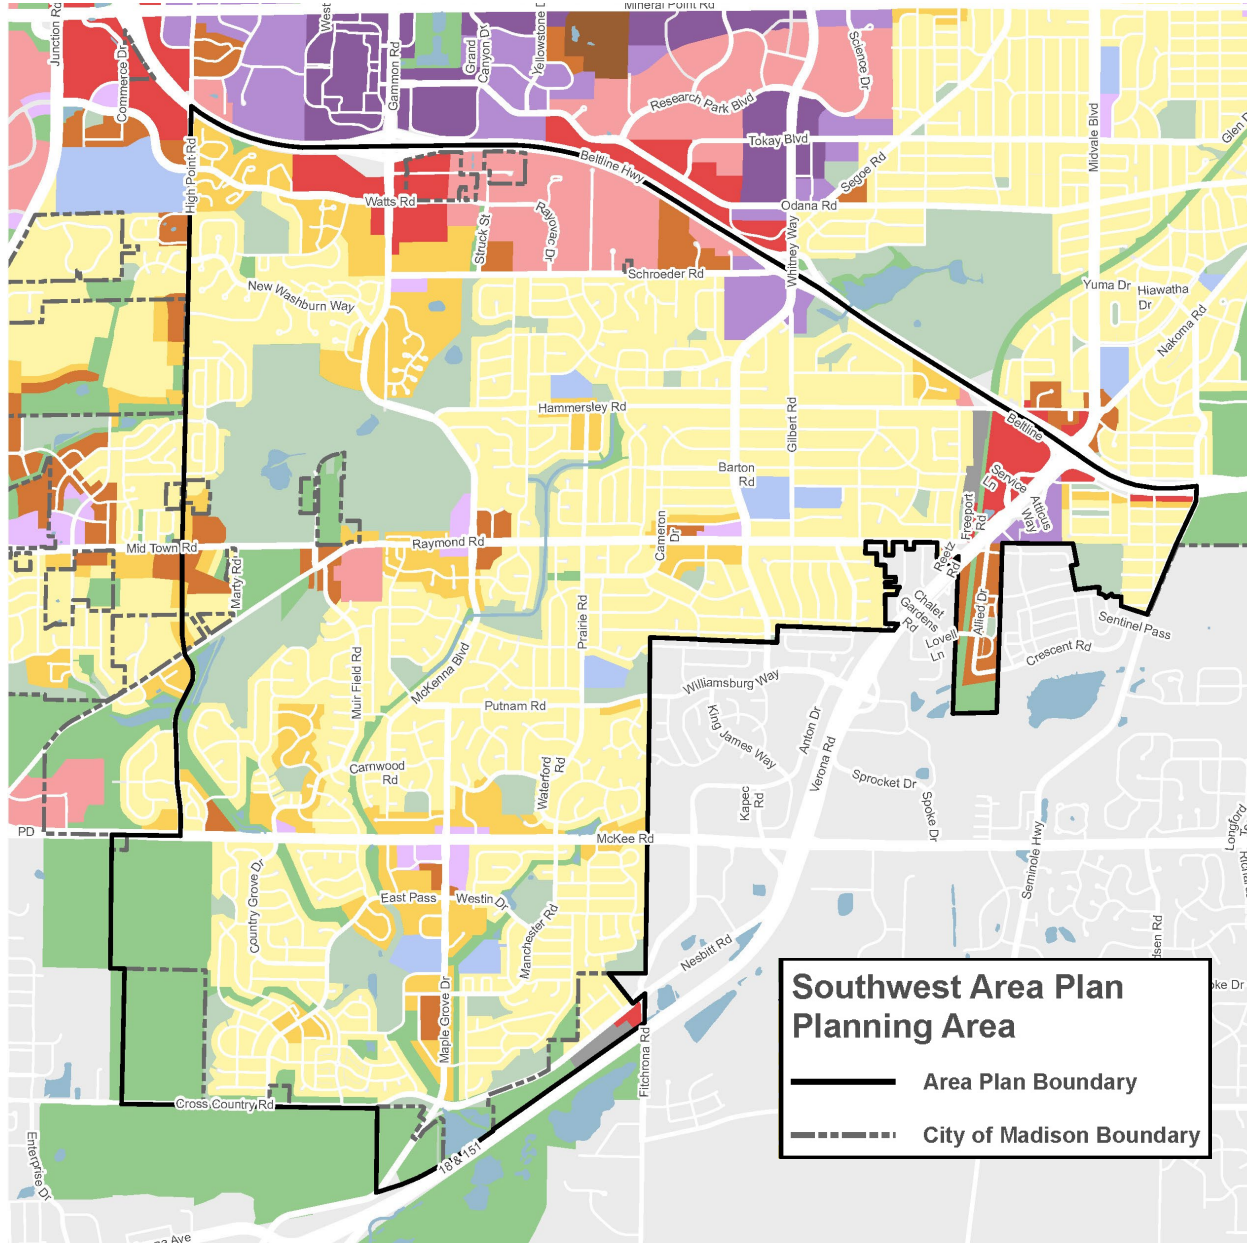 Mineral Point Rd
Junction Rd
Commerce Dr
West
Gammon Rd
Grand
Canyon Dr
Yellowstone D
Science Dr
Research Park Blvd
Tokay Blvd
Segoe Rd
Midvale Blvd
Glen D
High Point Rd
Beltline Hwy
Watts Rd
Struck St
Rayovac Dr
Odana Rd
Whitney Way
Schroeder Rd
New Washburn Way
Yuma Dr
Hiawatha
Dr
Nakoma Rd
Hammersley Rd
Gilbert Rd
Beltline
Barton
Rd
Service
Ln
Freeport
Rd
Atticus
Way
Mid Town Rd
Raymond Rd
Cameron
Dr
Reetz
Rd
Marty Rd
Prairie Rd
Chalet
Gardens
Rd
Allied Dr
Lovell
Ln
Sentinel Pass
Crescent Rd
Muir Field Rd
McKenna Blvd
Williamsburg Way
Putnam Rd
King James Way
Anton Dr
Verona Rd
Carnwood
Rd
Waterford
Rd
Kapec
Rd
Sprocket Dr
Spoke Dr
PD
McKee Rd
Seminole Hwy
Longford
Country Grove Dr
East Pass
Westin Dr
Manchester Rd
Nesbitt Rd
dsen Rd
oke Dr
Maple Grove Dr
Fitchrona Rd
Cross Country Rd
18 & 151
Enterprise Dr
na Ave
Southwest Area Plan
Planning Area
Area Plan Boundary
City of Madison Boundary